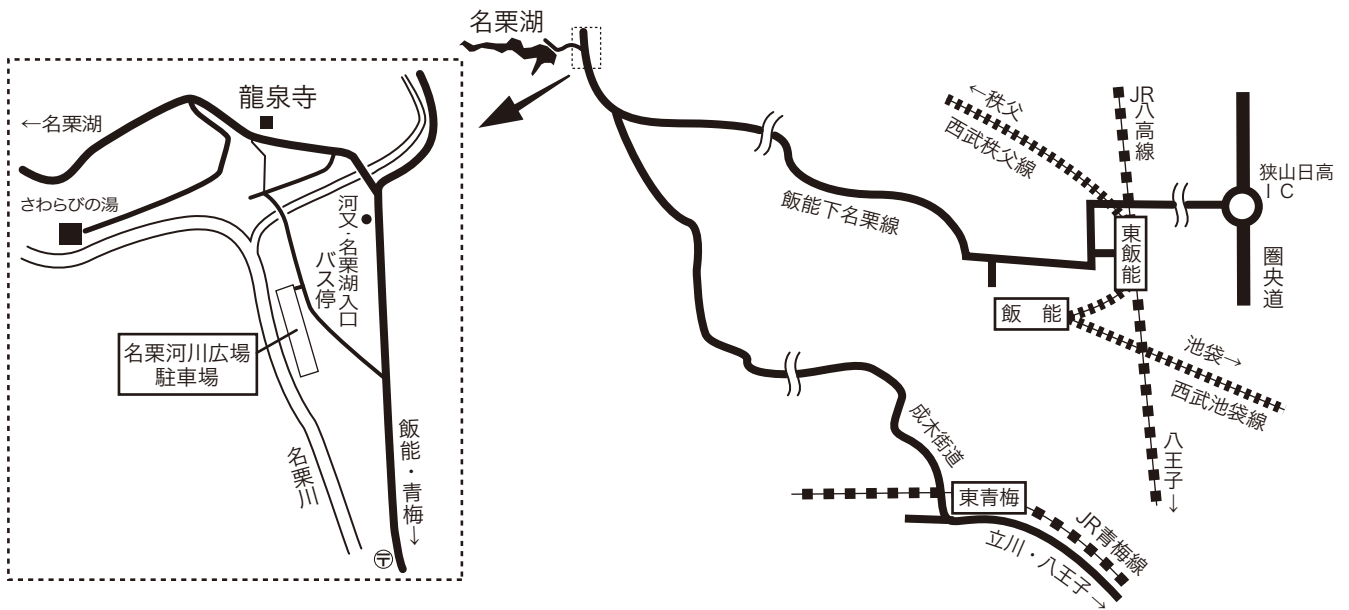 名栗湖
龍泉寺
←名栗湖
さわらびの湯
河又・名栗湖入口
バス停
名栗河川広場
駐車場
名栗川
飯能・青梅→
〒
←秩父
西武秩父線
JR八高線
狭山日高
IC
圏央道
飯能下名栗線
東飯能
飯 能
池袋→
西武池袋線
八王子→
成木街道
東青梅
JR青梅線
立川・八王子→